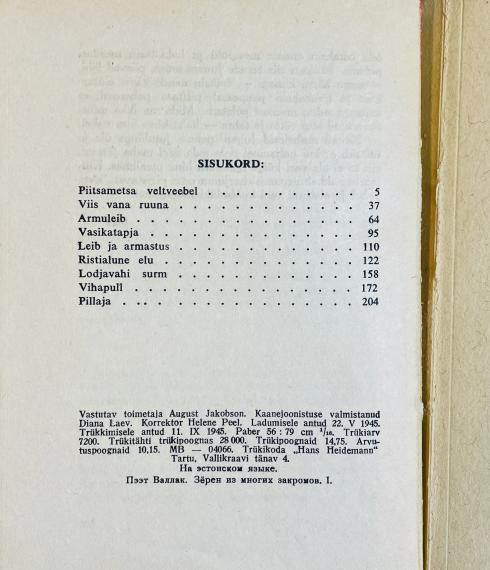 SISUKORD:
Piitsametsa veltveebel . . . . . . . . . . . 5
Viis vana ruuna . . . . . . . . . . . . 37
Armuleib . . . . . . . . . . . . . . . 64
Vasikatapja . . . . . . . . . . . . . . 95
Leib ja armastus . . . . . . . . . . . . 110
Ristialune elu . . . . . . . . . . . . . 122
Lodjavahi surm . . . . . . . . . . . . 158
Vihapull . . . . . . . . . . . . . . . 172
Pillaja . .. . . . . . . . . . . . . . 204
Vastutav toimetaja August Jakobson. Kaanejoonistuse valmistanud
Diana Laev. Korrektor Helene Peel. Ladumisele antud 22. V 1945.
Trükkimisele antud 11. IX 1945. Paber 56 : 79 cm ¹/₁₆. Trükiarv
7200. Trükitähti trükipoognas 28 000. Trükipoognaid 14,75. Arvu-
tuspoognaid 10,15. MB — 04066. Trükikoda „Hans Heidemann“
Tartu, Vallikraavi tänav 4.
На эстонском языке.
Пээт Валлак. Зёрен из многих закромов. I.